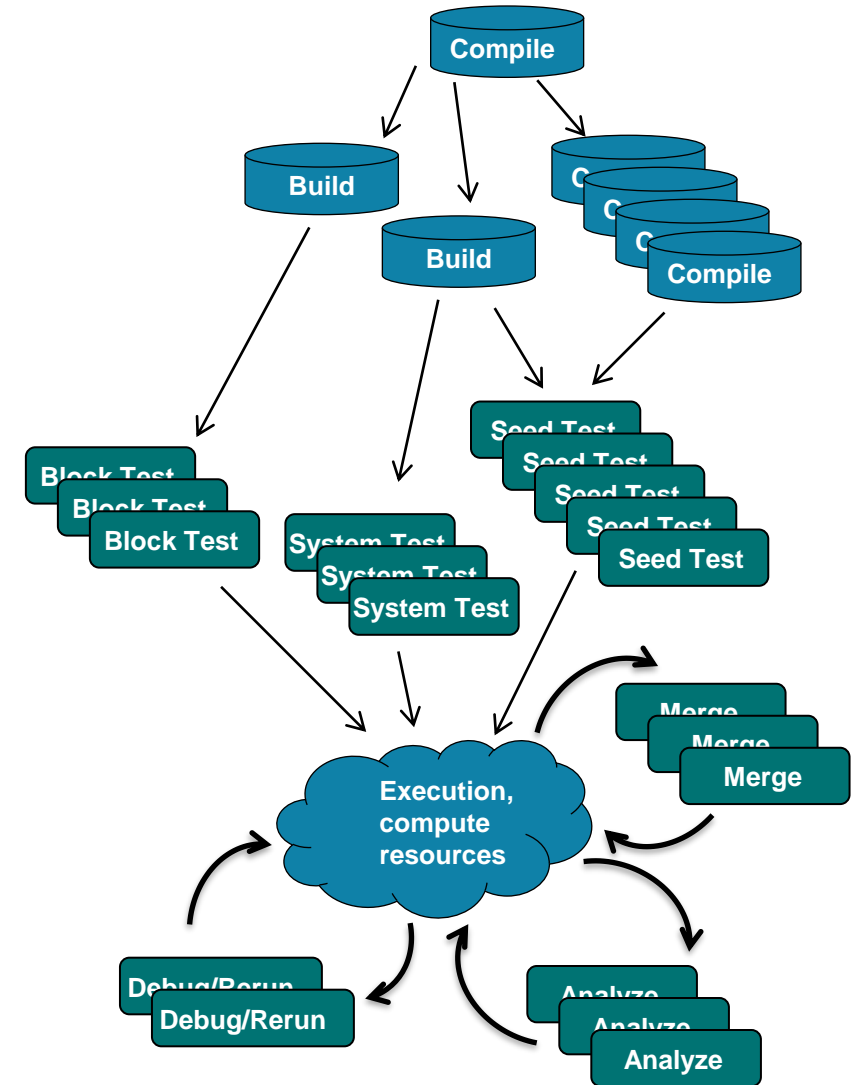 Compile
Build
Build
C
C
C
Compile
Block Test
Block Test
Block Test
System Test
System Test
System Test
Seed Test
Seed Test
Seed Test
Seed Test
Seed Test
Merge
Merge
Merge
Execution,
compute
resources
Debug/Rerun
Debug/Rerun
Analyze
Analyze
Analyze